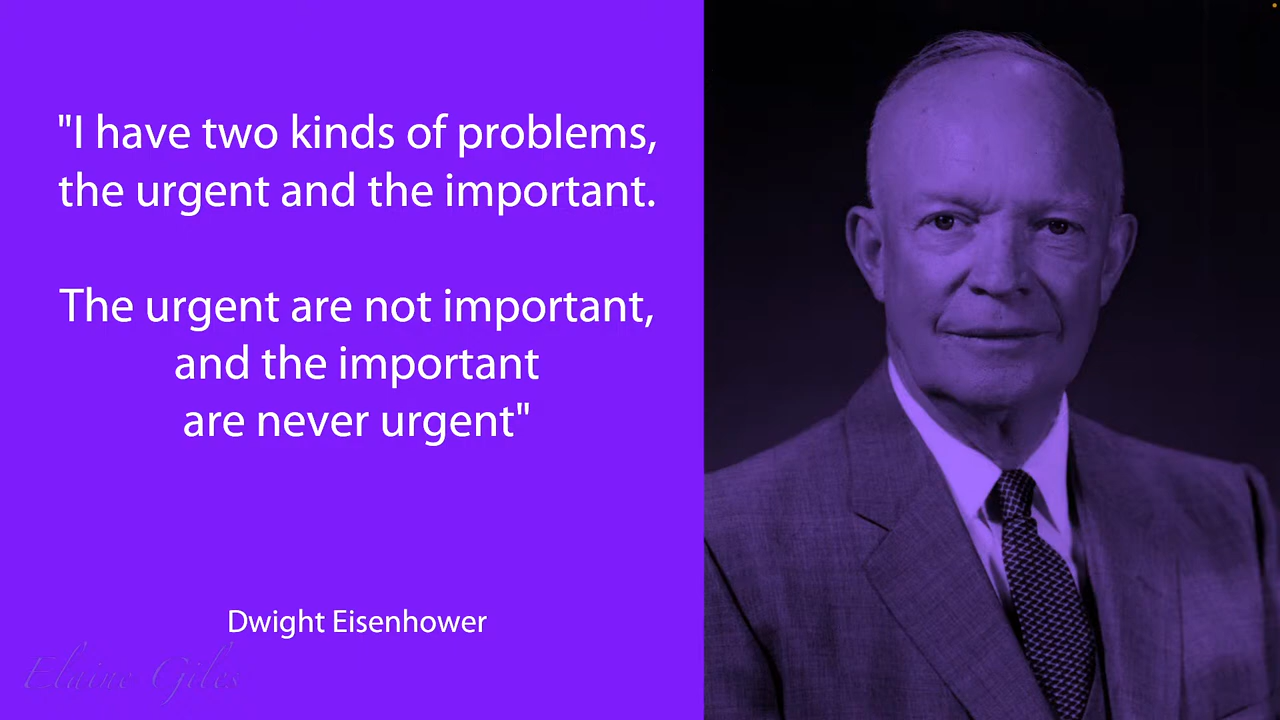 "I have two kinds of problems,
the urgent and the important.
The urgent are not important,
and the important
are never urgent"
Dwight Eisenhower
Elaine Giles